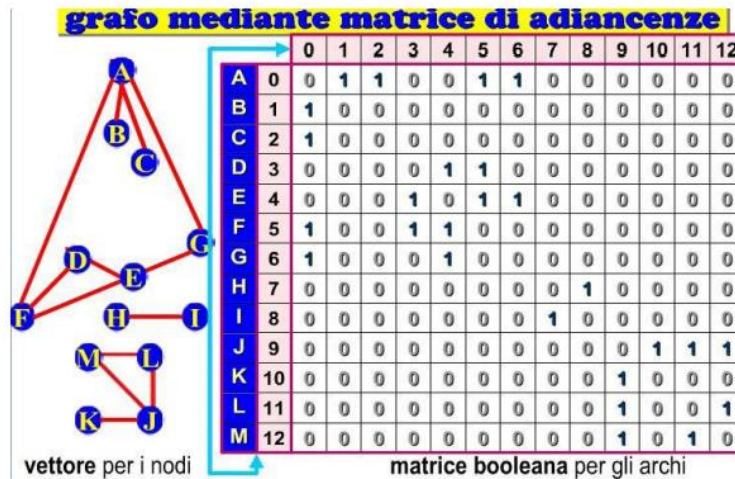 grafo mediante matrice di adiancenze
0 1 2 3 4 5 6 7 8 9 10 11 12
A 0 0 1 1 0 0 1 1 0 0 0 0 0 0
B 1 1 0 0 0 0 0 0 0 0 0 0 0 0
C 2 1 0 0 0 0 0 0 0 0 0 0 0 0
D 3 0 0 0 0 1 1 0 0 0 0 0 0 0
E 4 0 0 0 1 0 1 1 0 0 0 0 0 0
F 5 1 0 0 1 1 0 0 0 0 0 0 0 0
G 6 1 0 0 0 1 0 0 0 0 0 0 0 0
H 7 0 0 0 0 0 0 0 0 1 0 0 0 0
I 8 0 0 0 0 0 0 0 1 0 0 0 0 0
J 9 0 0 0 0 0 0 0 0 0 0 1 1 1
K 10 0 0 0 0 0 0 0 0 0 1 0 0 0
L 11 0 0 0 0 0 0 0 0 0 1 0 0 1
M 12 0 0 0 0 0 0 0 0 0 1 0 1 0
A
B
C
G
D
E
F
H I
M L
K J
vettore per i nodi
matrice booleana per gli archi